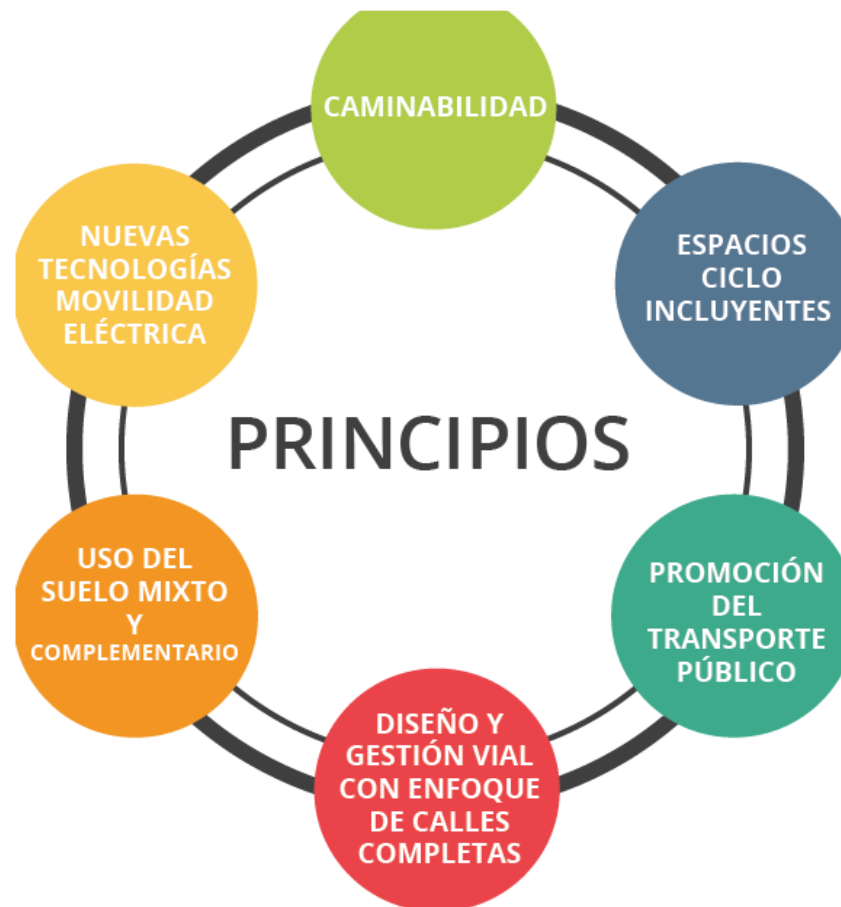 CAMINABILIDAD
ESPACIOS
CICLO
INCLUYENTES
PROMOCIÓN
DEL
TRANSPORTE
PÚBLICO
DISEÑO Y
GESTIÓN VIAL
CON ENFOQUE
DE CALLES
COMPLETAS
USO DEL
SUELO MIXTO
Y
COMPLEMENTARIO
NUEVAS
TECNOLOGÍAS
MOVILIDAD
ELÉCTRICA
PRINCIPIOS